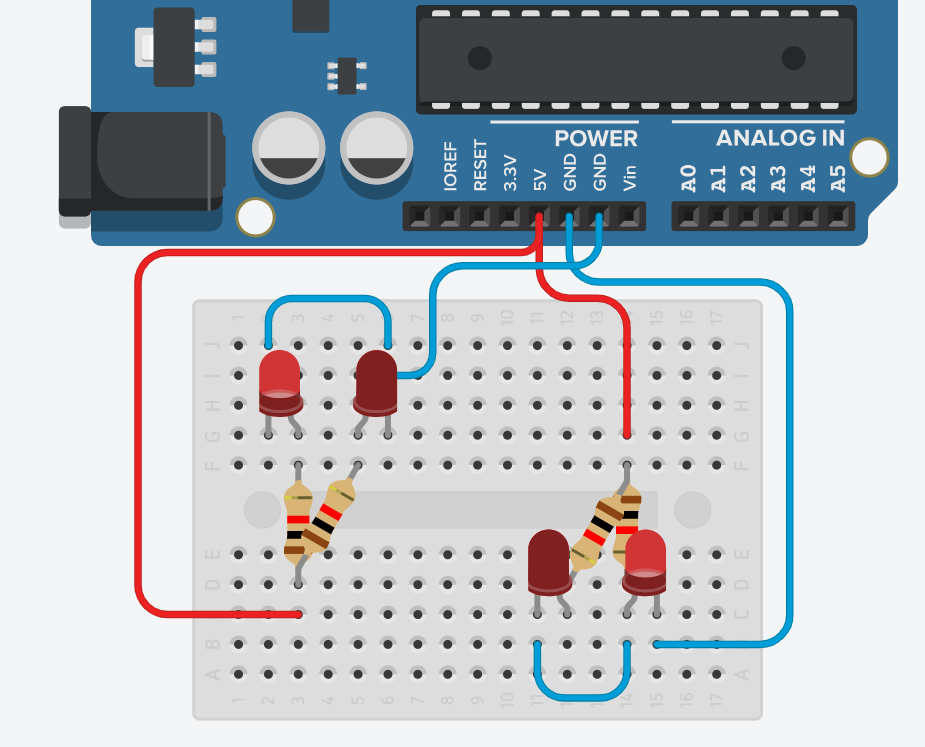 POWER
ANALOG IN
IOREF
RESET
3.3V
5V
GND
GND
Vin
A0
A1
A2
A3
A4
A5
1 2 3 4 5 7 8 9 10 11 12 13 15 16 17
J J
I I
H H
G G
F F
E E
D D
C C
B B
A A
1 2 3 4 5 6 7 8 9 10 11 12 13 14 15 16 17